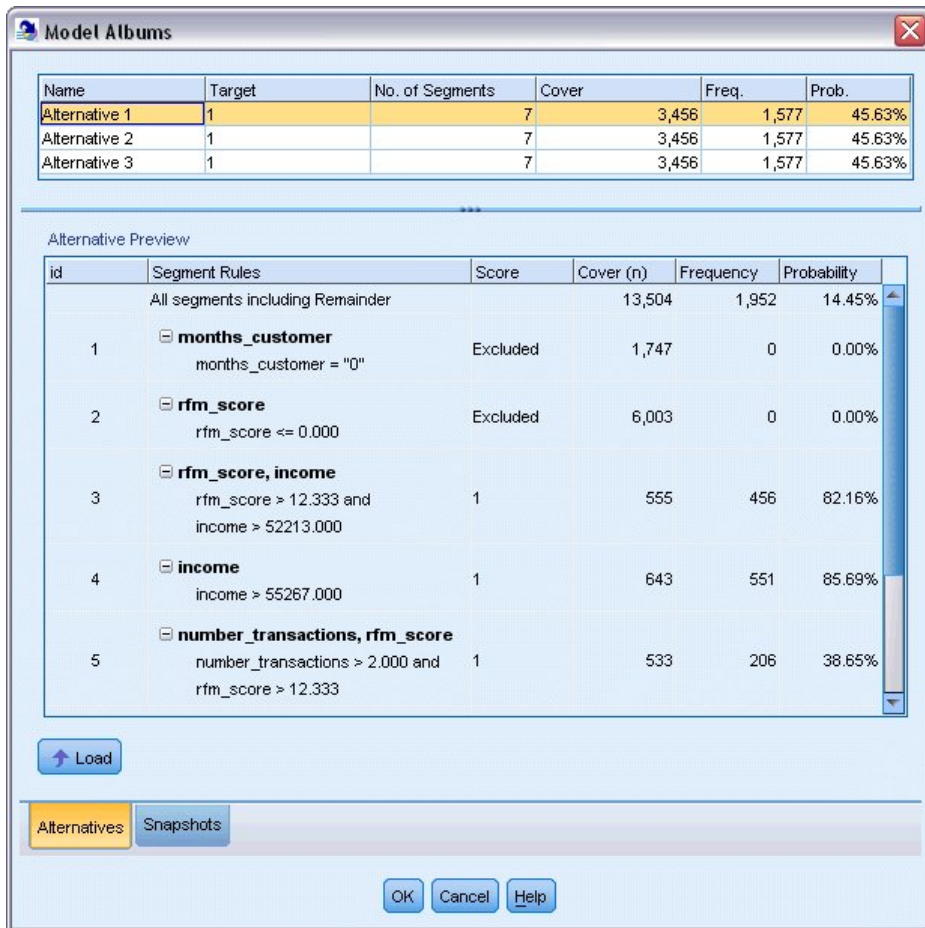 Model Albums
Name Target No. of Segments Cover Freq. Prob.
Alternative 1 1 7 3,456 1,577 45.63%
Alternative 2 1 7 3,456 1,577 45.63%
Alternative 3 1 7 3,456 1,577 45.63%
Alternative Preview
id Segment Rules Score Cover (n) Frequency Probability
All segments including Remainder 13,504 1,952 14.45%
months_customer
1 Excluded 1,747 0 0.00%
months_customer = "0"
rfm_score
2 Excluded 6,003 0 0.00%
rfm_score <= 0.000
rfm_score, income
3 rfm_score > 12.333 and 1 555 456 82.16%
income > 52213.000
income
4 1 643 551 85.69%
income > 55267.000
number_transactions, rfm_score
5 number_transactions > 2.000 and 1 533 206 38.65%
rfm_score > 12.333
Load
Alternatives Snapshots
OK Cancel Help